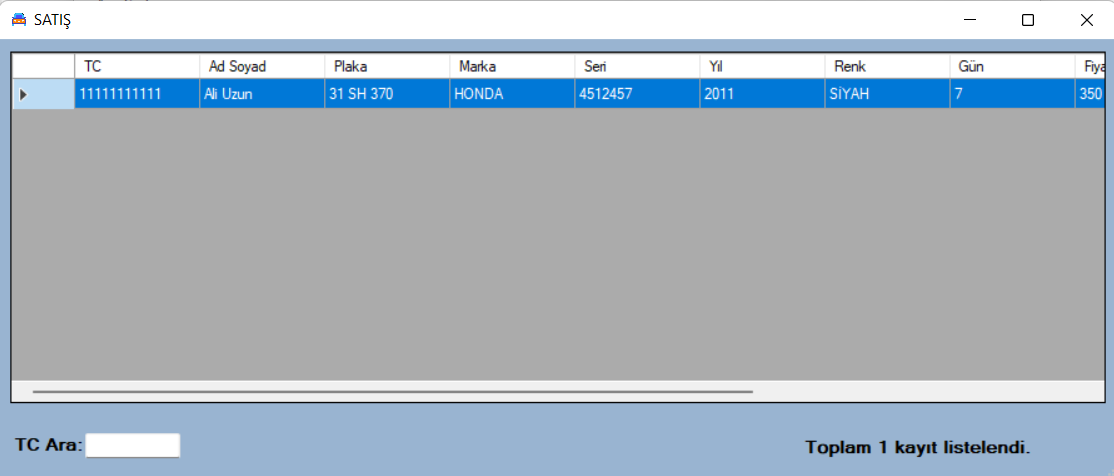 SATIŞ
TC Ad Soyad Plaka Marka Seri Yıl Renk Gün Fiya
11111111111 Ali Uzun 31 SH 370 HONDA 4512457 2011 SİYAH 7 350
TC Ara:
Toplam 1 kayıt listelendi.